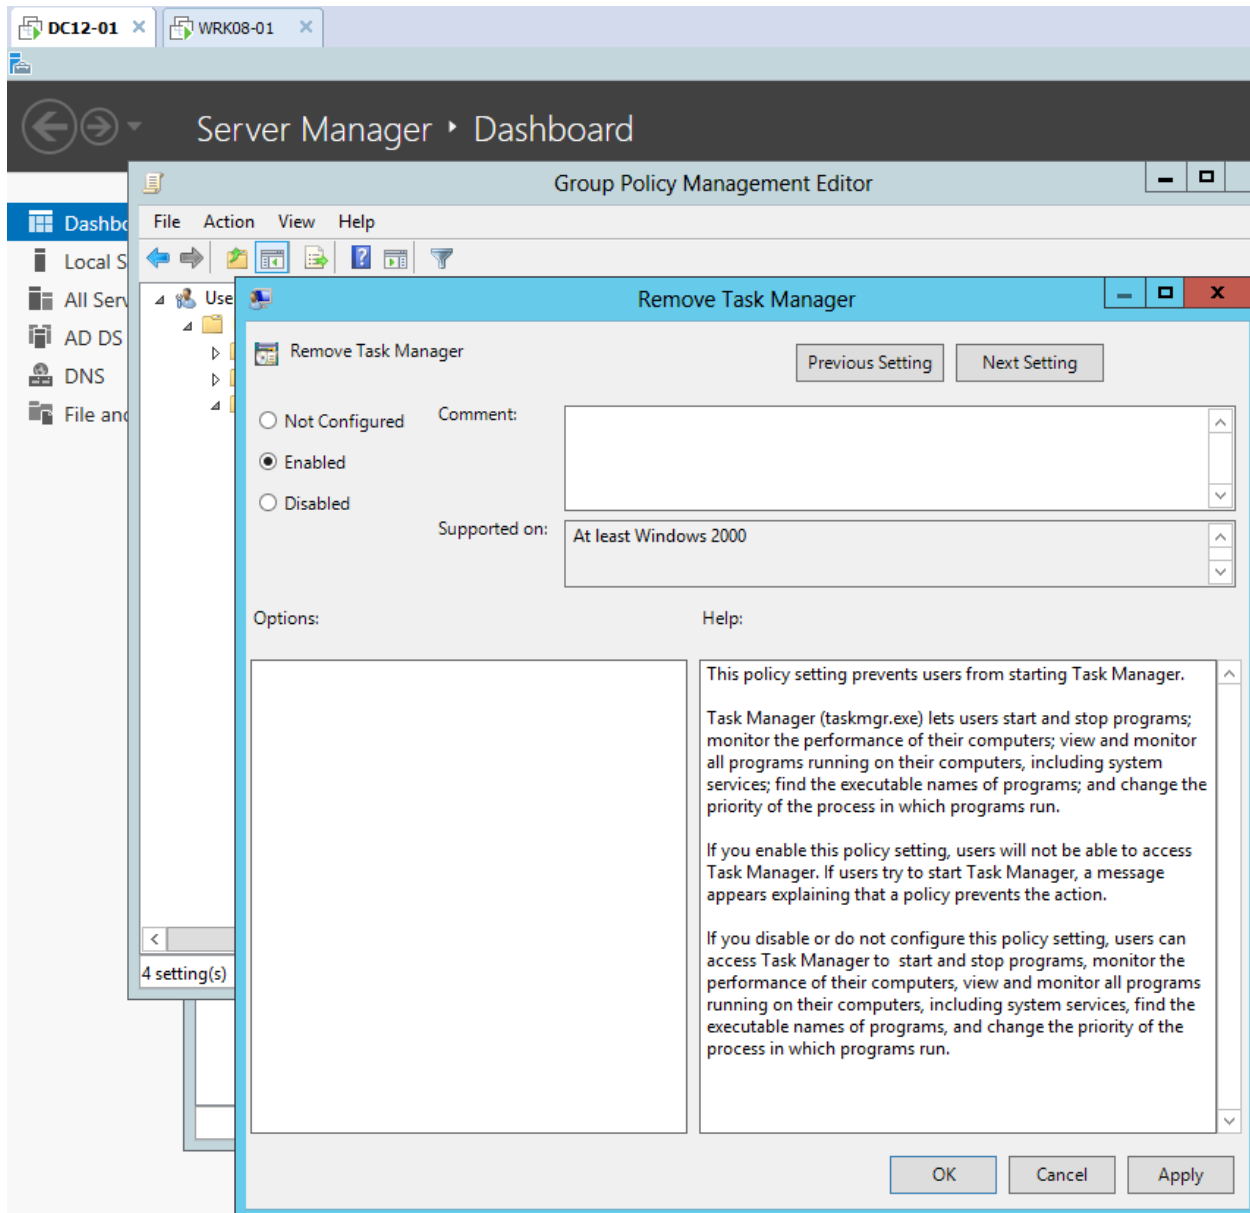 DC12-01
WRK08-01
Server Manager ‣ Dashboard
Group Policy Management Editor
File Action View Help
Dashbo
Local S
All Serv
AD DS
DNS
File and
Use
Remove Task Manager
Remove Task Manager
Previous Setting
Next Setting
Not Configured
Enabled
Disabled
Comment:
Supported on:
At least Windows 2000
Options:
Help:
This policy setting prevents users from starting Task Manager.
Task Manager (taskmgr.exe) lets users start and stop programs;
monitor the performance of their computers; view and monitor
all programs running on their computers, including system
services; find the executable names of programs; and change the
priority of the process in which programs run.
If you enable this policy setting, users will not be able to access
Task Manager. If users try to start Task Manager, a message
appears explaining that a policy prevents the action.
If you disable or do not configure this policy setting, users can
access Task Manager to  start and stop programs, monitor the
performance of their computers, view and monitor all programs
running on their computers, including system services, find the
executable names of programs, and change the priority of the
process in which programs run.
4 setting(s)
OK
Cancel
Apply